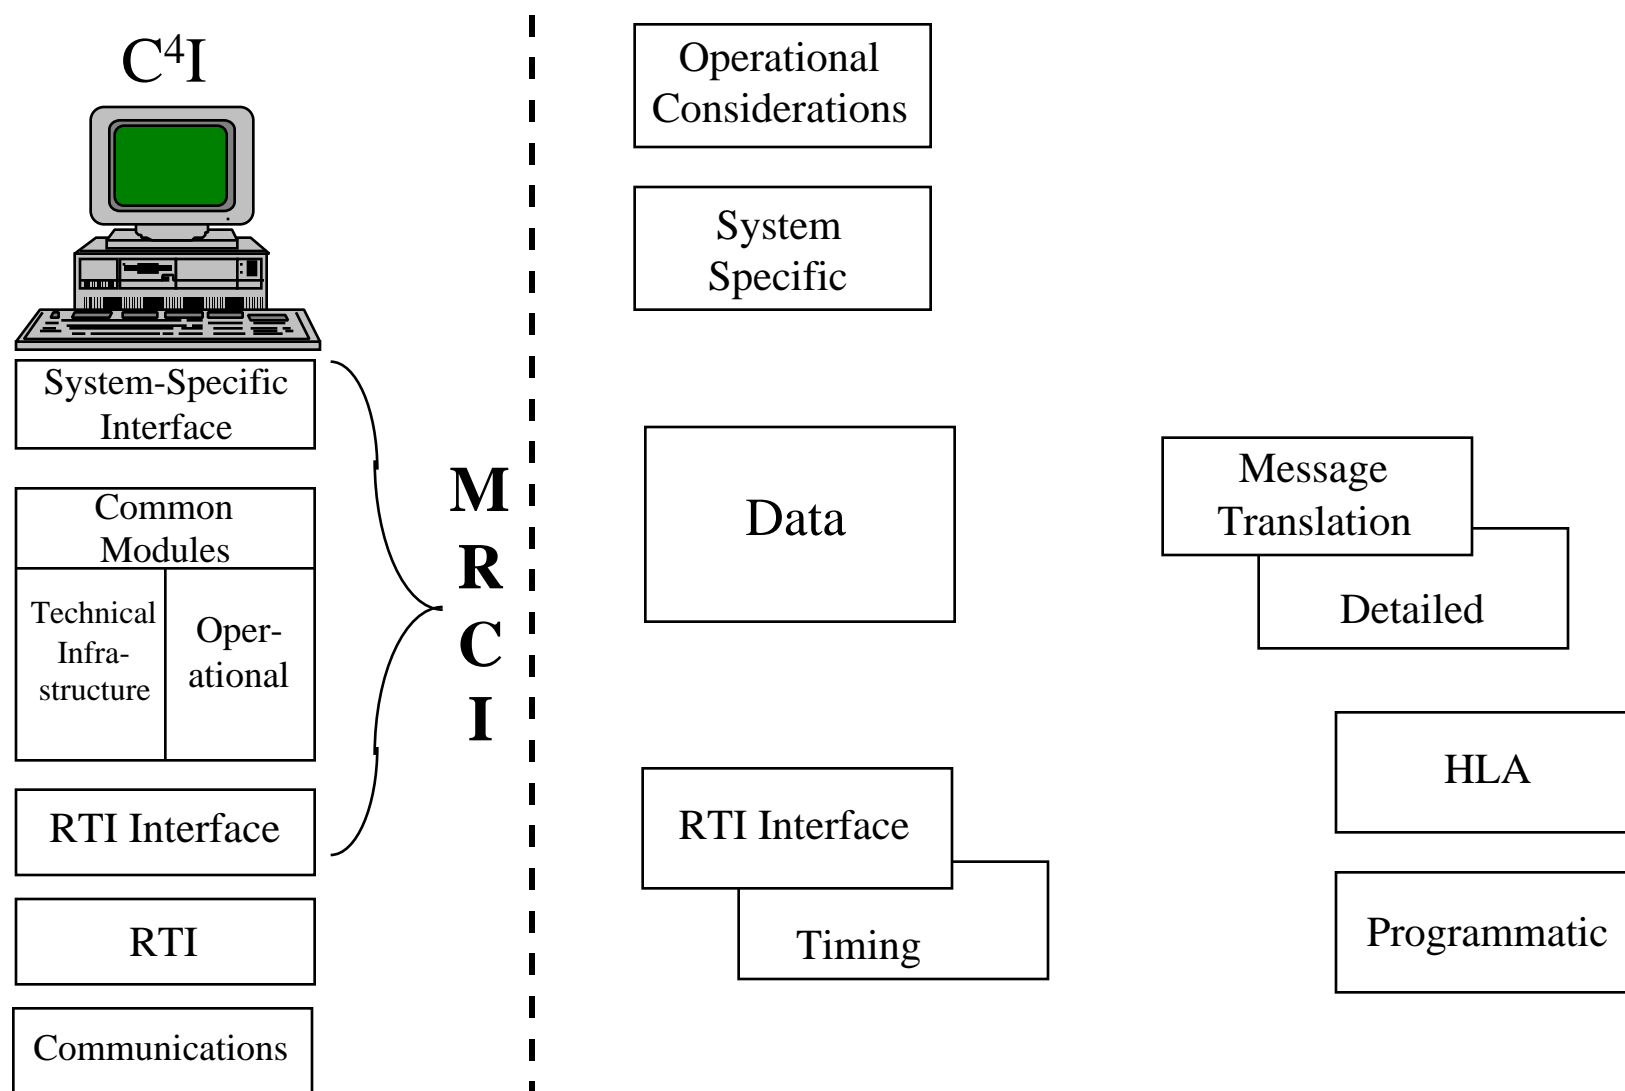 C⁴I
System-Specific
Interface
Common
Modules
Technical
Infra-
structure
Oper-
ational
RTI Interface
RTI
Communications
M
R
C
I
Operational
Considerations
System
Specific
Data
RTI Interface
Timing
Message
Translation
Detailed
HLA
Programmatic